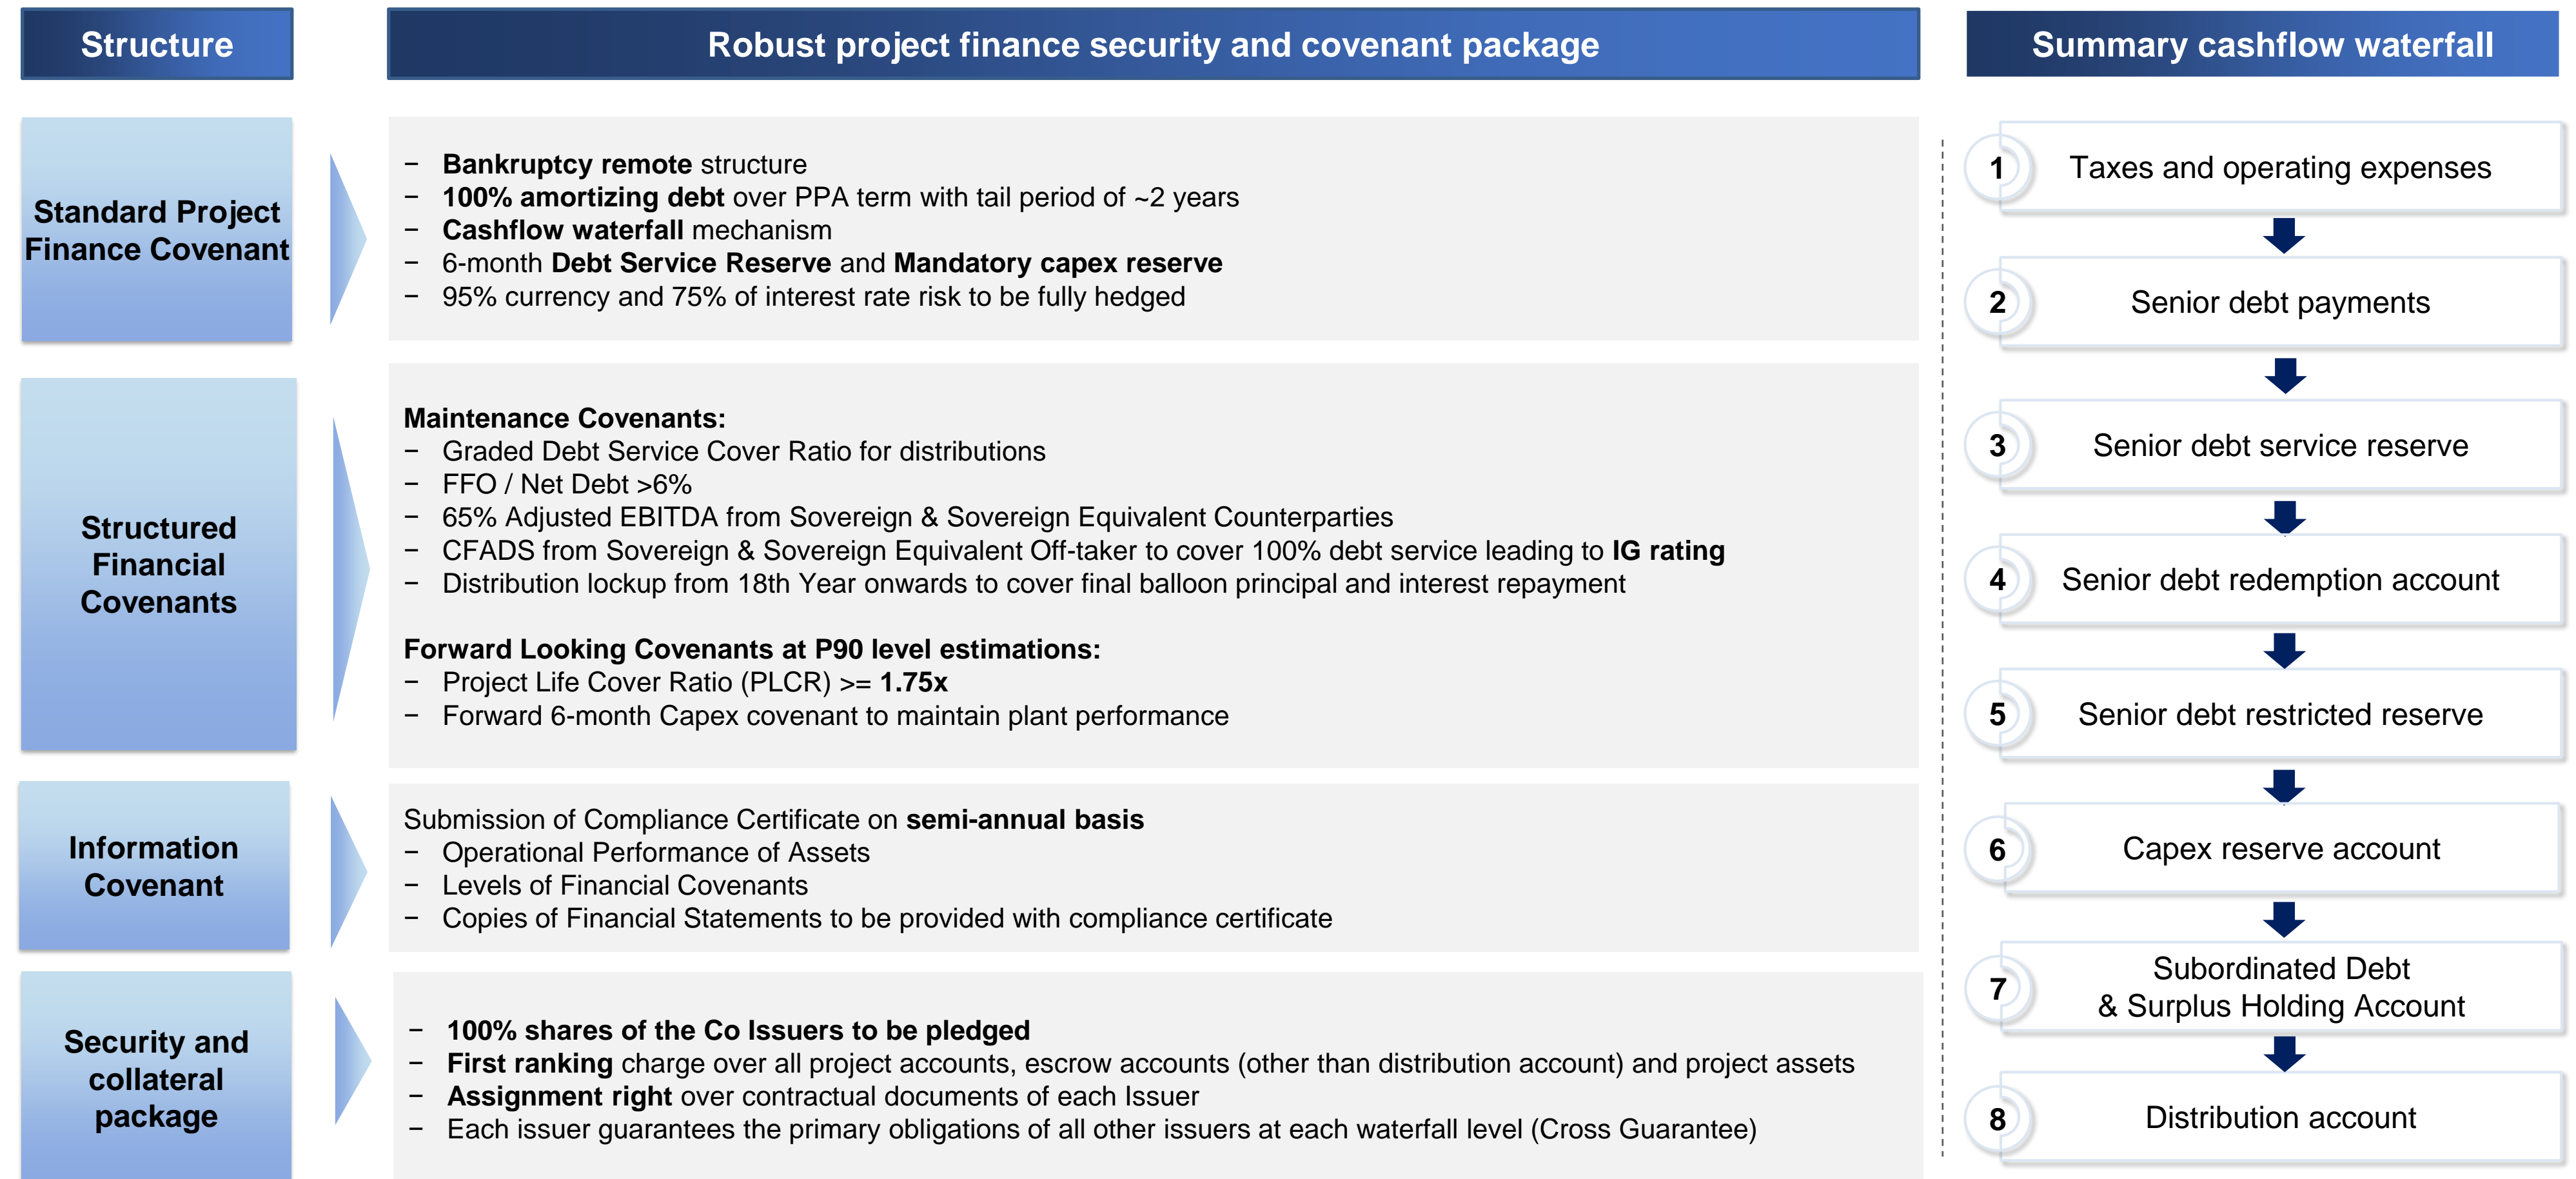 Structure
Robust project finance security and covenant package
Summary cashflow waterfall
Standard Project
Finance Covenant
− Bankruptcy remote structure
− 100% amortizing debt over PPA term with tail period of ~2 years
− Cashflow waterfall mechanism
− 6-month Debt Service Reserve and Mandatory capex reserve
− 95% currency and 75% of interest rate risk to be fully hedged
Structured
Financial
Covenants
Maintenance Covenants:
− Graded Debt Service Cover Ratio for distributions
− FFO / Net Debt >6%
− 65% Adjusted EBITDA from Sovereign & Sovereign Equivalent Counterparties
− CFADS from Sovereign & Sovereign Equivalent Off-taker to cover 100% debt service leading to IG rating
− Distribution lockup from 18th Year onwards to cover final balloon principal and interest repayment
Forward Looking Covenants at P90 level estimations:
− Project Life Cover Ratio (PLCR) >= 1.75x
− Forward 6-month Capex covenant to maintain plant performance
Information
Covenant
Submission of Compliance Certificate on semi-annual basis
− Operational Performance of Assets
− Levels of Financial Covenants
− Copies of Financial Statements to be provided with compliance certificate
Security and
collateral
package
− 100% shares of the Co Issuers to be pledged
− First ranking charge over all project accounts, escrow accounts (other than distribution account) and project assets
− Assignment right over contractual documents of each Issuer
− Each issuer guarantees the primary obligations of all other issuers at each waterfall level (Cross Guarantee)
1 Taxes and operating expenses
2 Senior debt payments
3 Senior debt service reserve
4 Senior debt redemption account
5 Senior debt restricted reserve
6 Capex reserve account
7 Subordinated Debt
& Surplus Holding Account
8 Distribution account